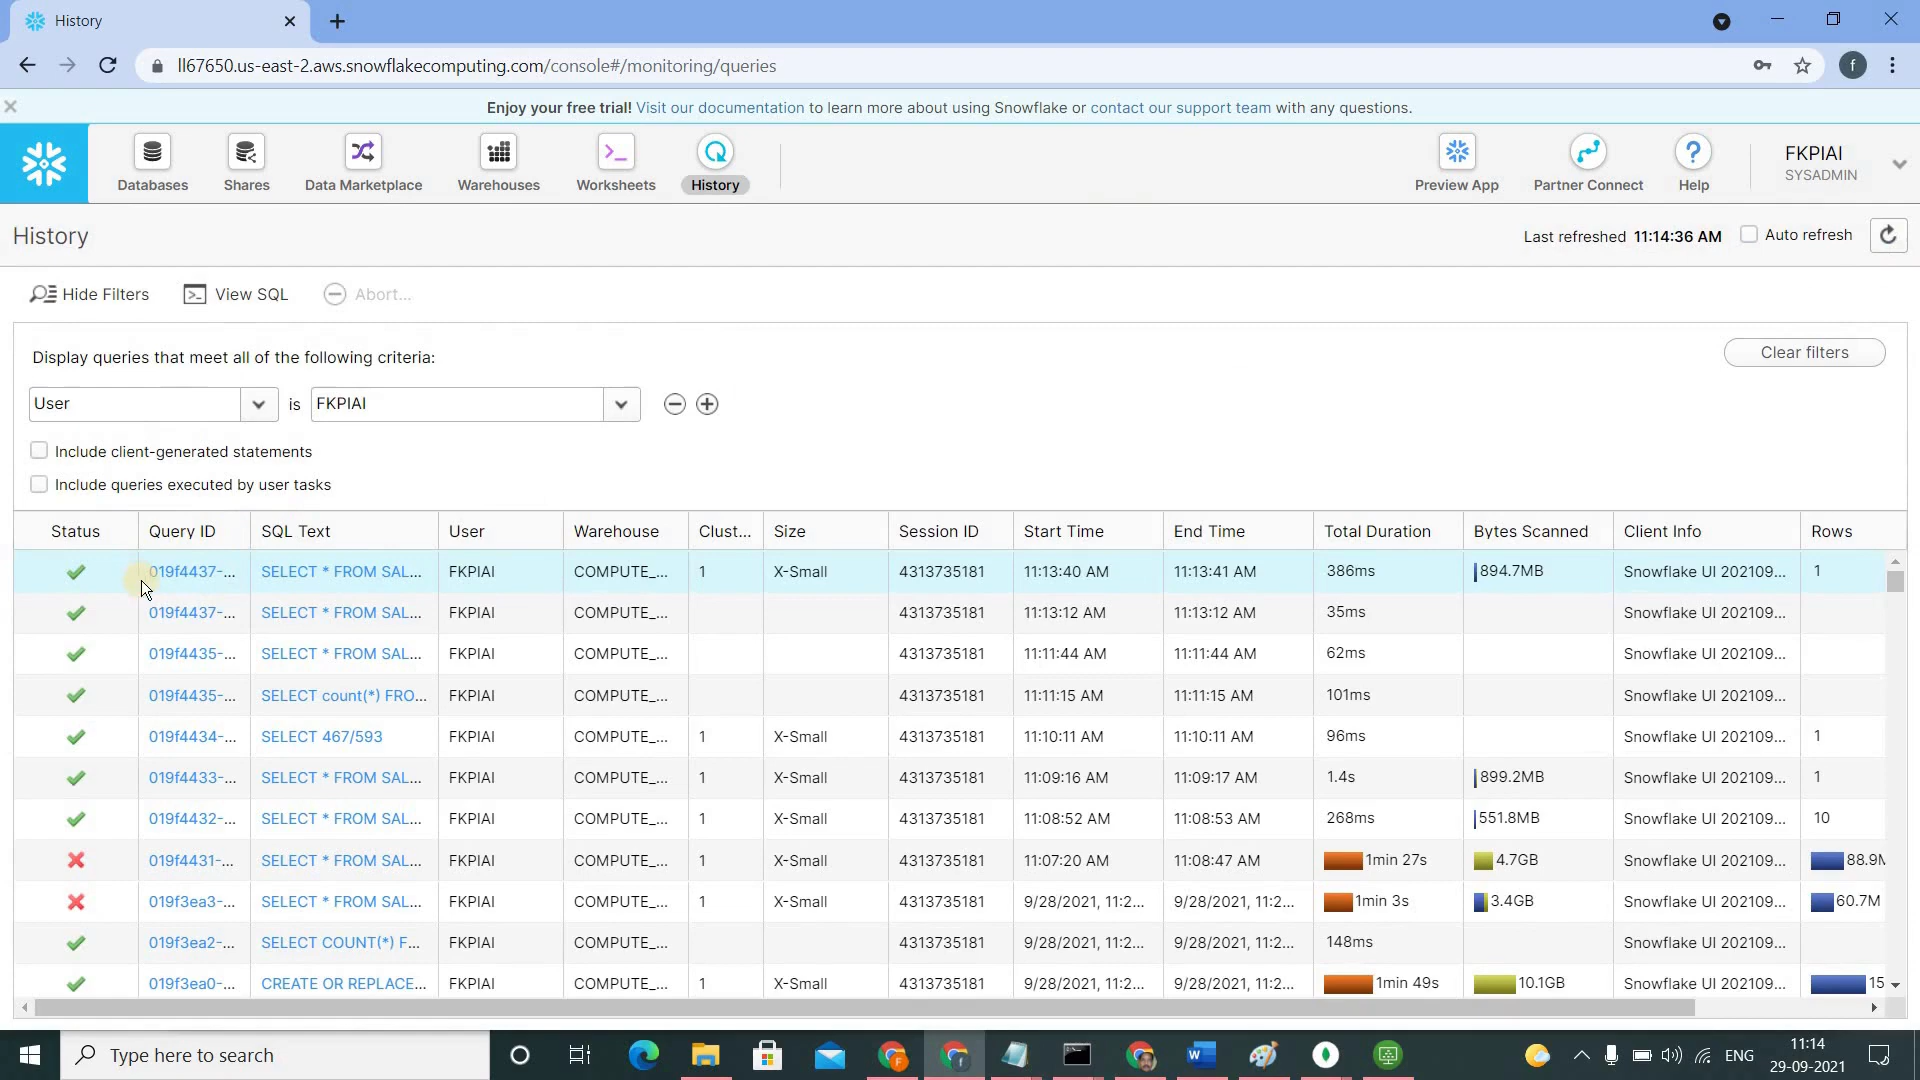 History
ll67650.us-east-2.aws.snowflakecomputing.com/console#/monitoring/queries
f
Enjoy your free trial! Visit our documentation to learn more about using Snowflake or contact our support team with any questions.
Databases Shares Data Marketplace Warehouses Worksheets History Preview App Partner Connect Help FKPIAI
SYSADMIN
History Last refreshed 11:14:36 AM Auto refresh
Hide Filters View SQL Abort...
Display queries that meet all of the following criteria: Clear filters
User is FKPIAI
Include client-generated statements
Include queries executed by user tasks
Status Query ID SQL Text User Warehouse Clust... Size Session ID Start Time End Time Total Duration Bytes Scanned Client Info Rows
019f4437-... SELECT * FROM SAL... FKPIAI COMPUTE_... 1 X-Small 4313735181 11:13:40 AM 11:13:41 AM 386ms 894.7MB Snowflake UI 202109... 1
019f4437-... SELECT * FROM SAL... FKPIAI COMPUTE_... 4313735181 11:13:12 AM 11:13:12 AM 35ms Snowflake UI 202109...
019f4435-... SELECT * FROM SAL... FKPIAI COMPUTE_... 4313735181 11:11:44 AM 11:11:44 AM 62ms Snowflake UI 202109...
019f4435-... SELECT count(*) FRO... FKPIAI COMPUTE_... 4313735181 11:11:15 AM 11:11:15 AM 101ms Snowflake UI 202109...
019f4434-... SELECT 467/593 FKPIAI COMPUTE_... 1 X-Small 4313735181 11:10:11 AM 11:10:11 AM 96ms Snowflake UI 202109... 1
019f4433-... SELECT * FROM SAL... FKPIAI COMPUTE_... 1 X-Small 4313735181 11:09:16 AM 11:09:17 AM 1.4s 899.2MB Snowflake UI 202109... 1
019f4432-... SELECT * FROM SAL... FKPIAI COMPUTE_... 1 X-Small 4313735181 11:08:52 AM 11:08:53 AM 268ms 551.8MB Snowflake UI 202109... 10
019f4431-... SELECT * FROM SAL... FKPIAI COMPUTE_... 1 X-Small 4313735181 11:07:20 AM 11:08:47 AM 1min 27s 4.7GB Snowflake UI 202109... 88.9M
019f3ea3-... SELECT * FROM SAL... FKPIAI COMPUTE_... 1 X-Small 4313735181 9/28/2021, 11:2... 9/28/2021, 11:2... 1min 3s 3.4GB Snowflake UI 202109... 60.7M
019f3ea2-... SELECT COUNT(*) F... FKPIAI COMPUTE_... 4313735181 9/28/2021, 11:2... 9/28/2021, 11:2... 148ms Snowflake UI 202109...
019f3ea0-... CREATE OR REPLACE... FKPIAI COMPUTE_... 1 X-Small 4313735181 9/28/2021, 11:2... 9/28/2021, 11:2... 1min 49s 10.1GB Snowflake UI 202109... 15
Type here to search ENG 11:14
29-09-2021